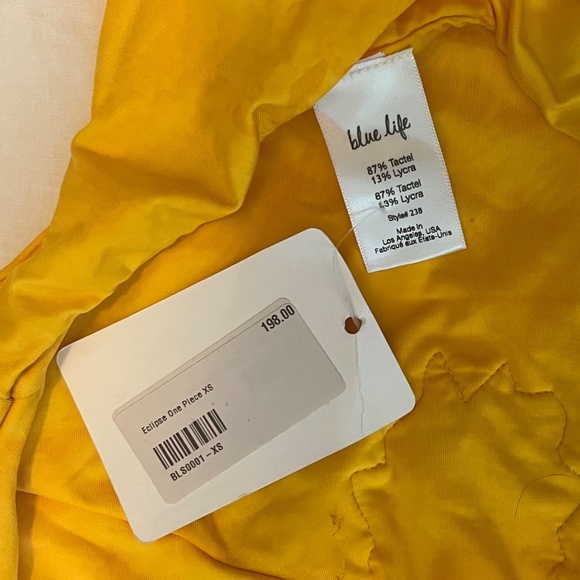 blue life
87% Tactel
13% Lycra
87% Tactel
13% Lycra
Style# 238
Made in
Los Angeles, USA
Fabriqué aux États-Unis
198.00
Eclipse One Piece XS
BLS0001-XS